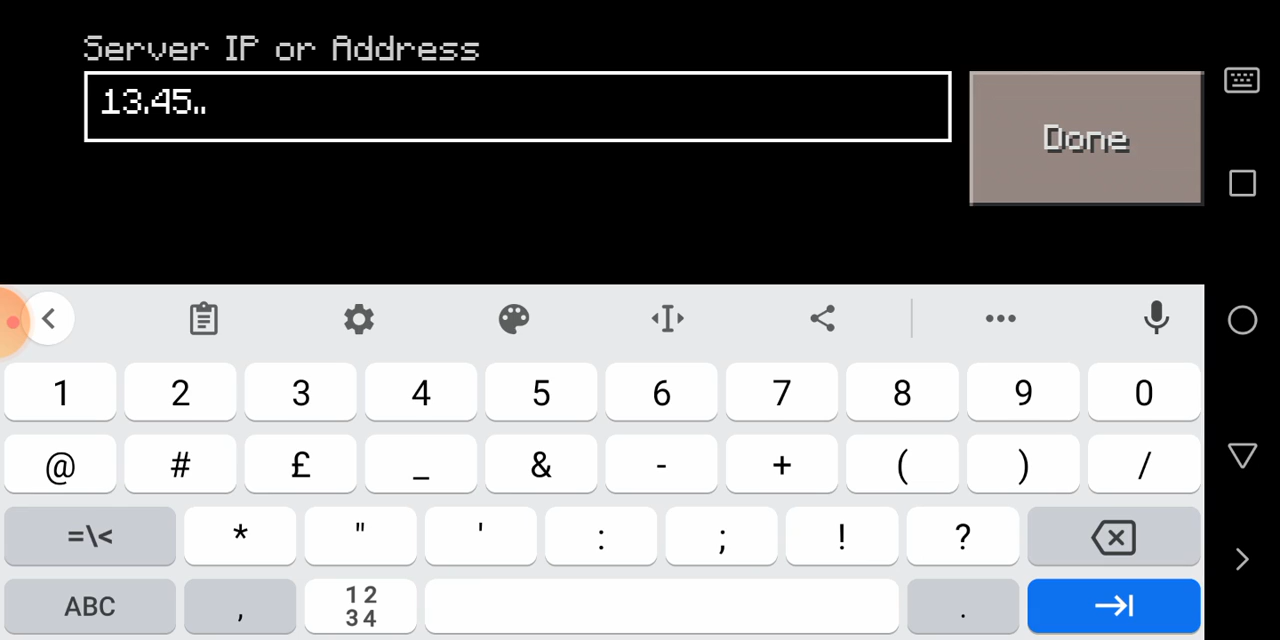 Server IP or Address
13.45..
Done
1 2 3 4 5 6 7 8 9 0
@ # £ _ & - + ( ) /
=\< * " ' : ; ! ?
ABC , 1 2 3 4 .